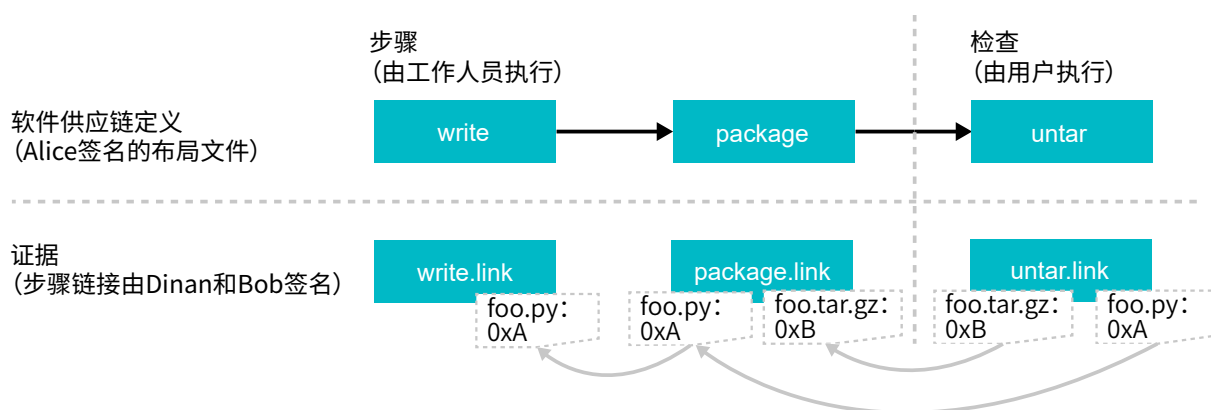 步骤
（由工作人员执行）
检查
（由用户执行）
软件供应链定义
（Alice签名的布局文件）
write
package
untar
证据
（步骤链接由Dinan和Bob签名）
write.link
package.link
untar.link
foo.py：
0xA
foo.py：
0xA
foo.tar.gz：
0xB
foo.tar.gz：
0xB
foo.py：
0xA